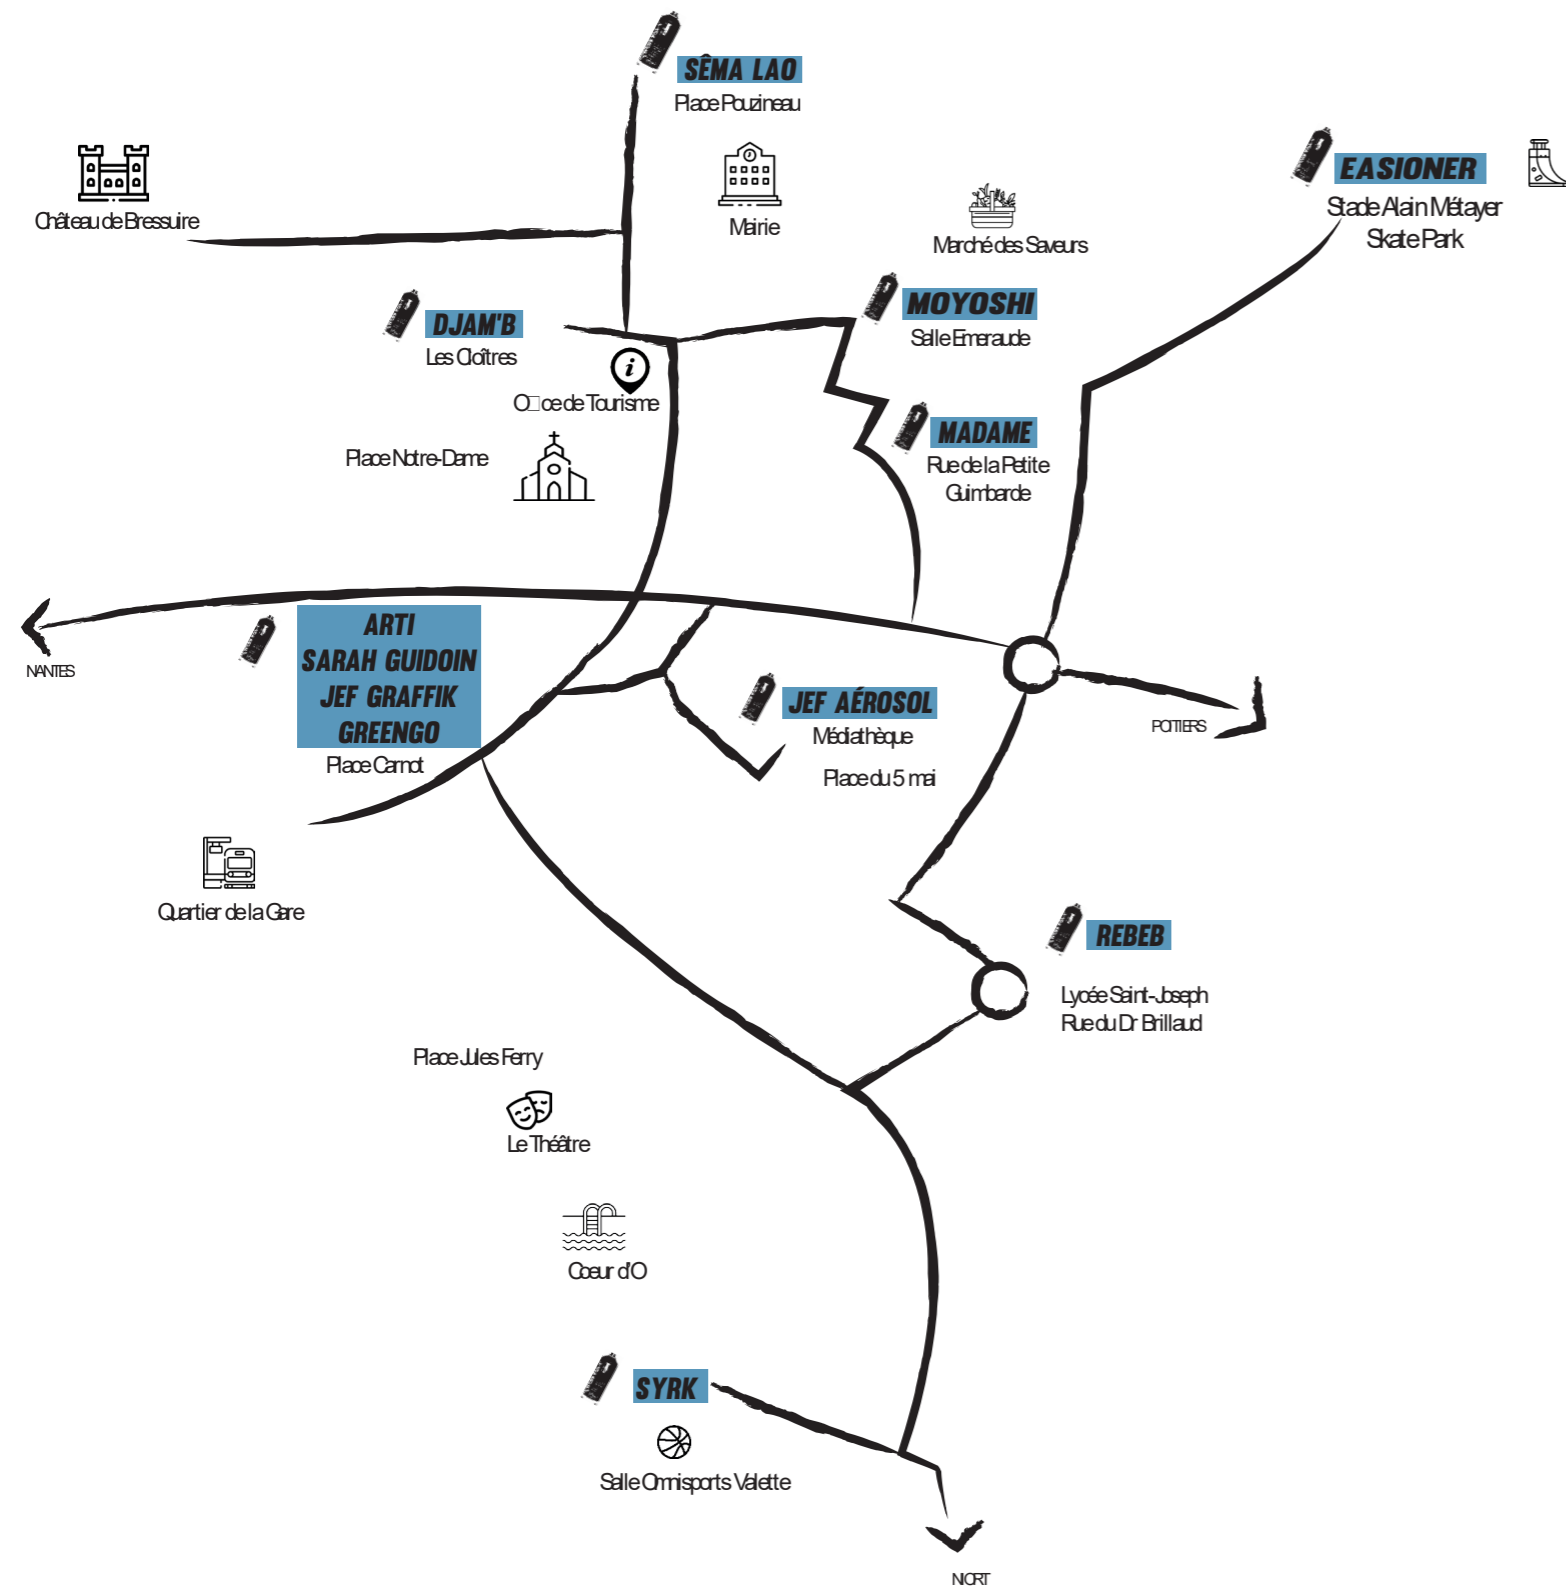 SÊMA LAO
Place Pouzineau
Château de Bressuire
Mairie
Marché des Saveurs
EASIONER
Stade Alain Métayer
Skate Park
DJAM'B
Les Cloîtres
MOYOSHI
Salle Emeraude
i
O□ce de Tourisme
MADAME
Rue de la Petite
Guimbarde
Place Notre-Dame
NANTES
ARTI
SARAH GUIDOIN
JEF GRAFFIK
GREENGO
Place Carnot
JEF AÉROSOL
Médiathèque
Place du 5 mai
POITIERS
Quartier de la Gare
REBEB
Lycée Saint-Joseph
Rue du Dr Brillaud
Place Jules Ferry
Le Théâtre
Coeur d'O
SYRK
Salle Omnisports Valette
NIORT